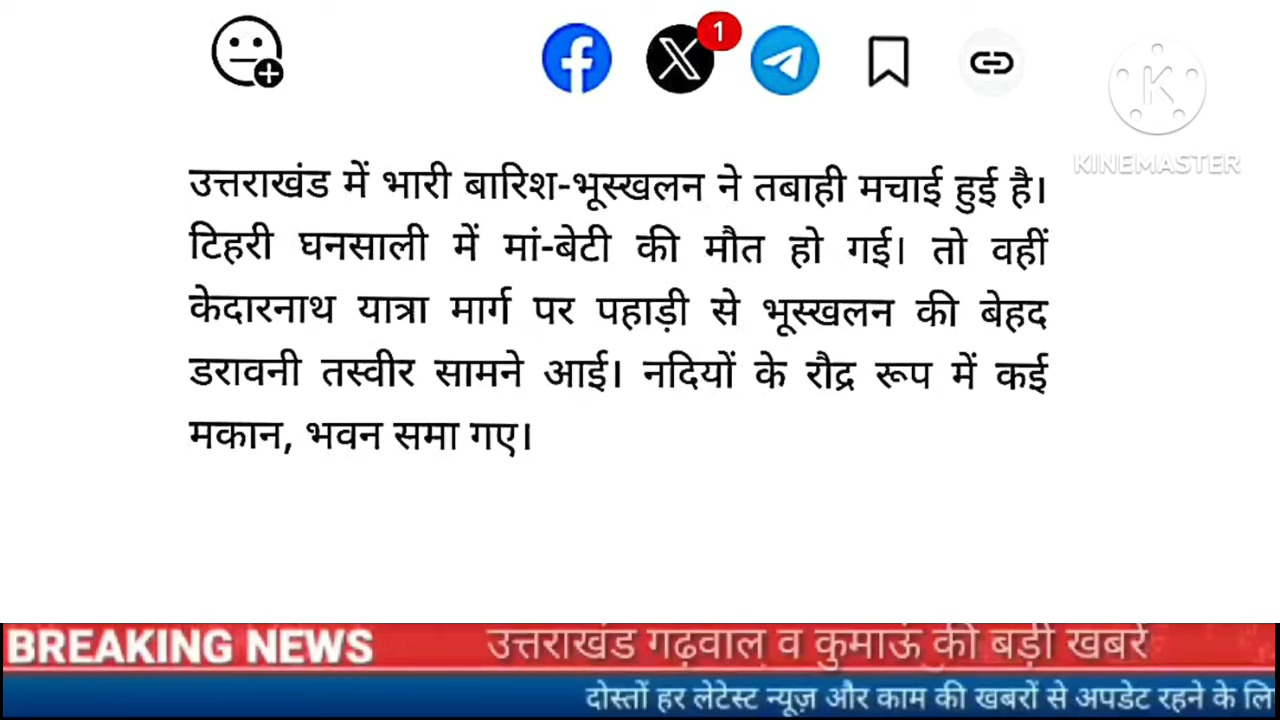 1
KINEMASTER
उत्तराखंड में भारी बारिश-भूस्खलन ने तबाही मचाई हुई है।
टिहरी घनसाली में मां-बेटी की मौत हो गई। तो वहीं
केदारनाथ यात्रा मार्ग पर पहाड़ी से भूस्खलन की बेहद
डरावनी तस्वीर सामने आई। नदियों के रौद्र रूप में कई
मकान, भवन समा गए।
BREAKING NEWS उत्तराखंड गढ़वाल व कुमाऊं की बड़ी खबरें
दोस्तों हर लेटेस्ट न्यूज़ और काम की खबरों से अपडेट रहने के लि